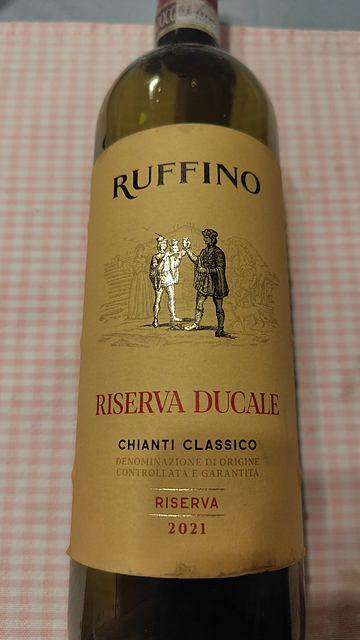 RUFFINO
RISERVA DUCALE
CHIANTI CLASSICO
DENOMINAZIONE DI ORIGINE
CONTROLLATA E GARANTITA
RISERVA
2021